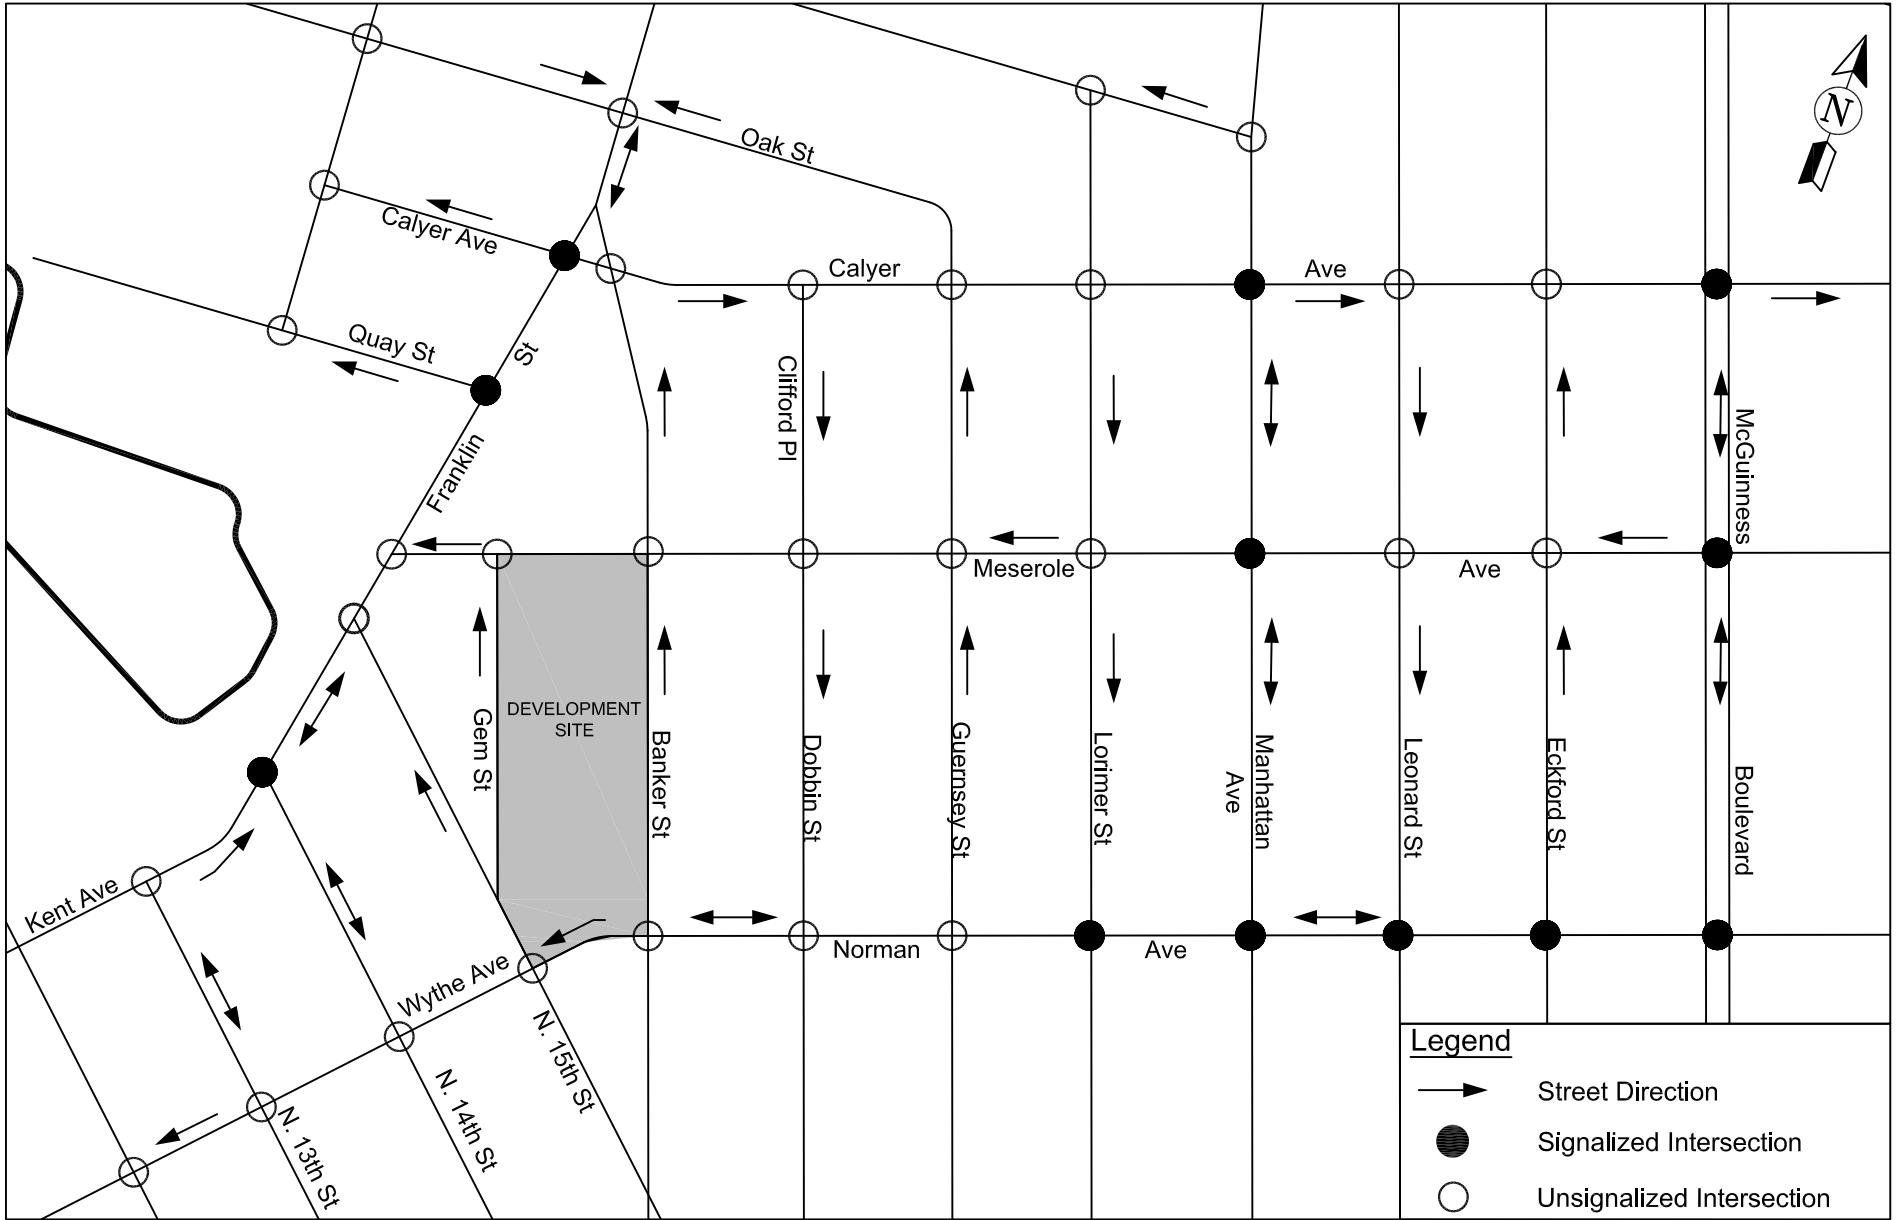 Oak St
N
Calyer Ave
Calyer
Ave
Quay St
St
Franklin
Clifford Pl
McGuinness
Meserole
Ave
DEVELOPMENT
SITE
Gem St
Banker St
Dobbin St
Guernsey St
Lorimer St
Manhattan
Ave
Leonard St
Eckford St
Boulevard
Kent Ave
Wythe Ave
Norman
Ave
N. 15th St
N. 14th St
N. 13th St
Legend
Street Direction
Signalized Intersection
Unsignalized Intersection